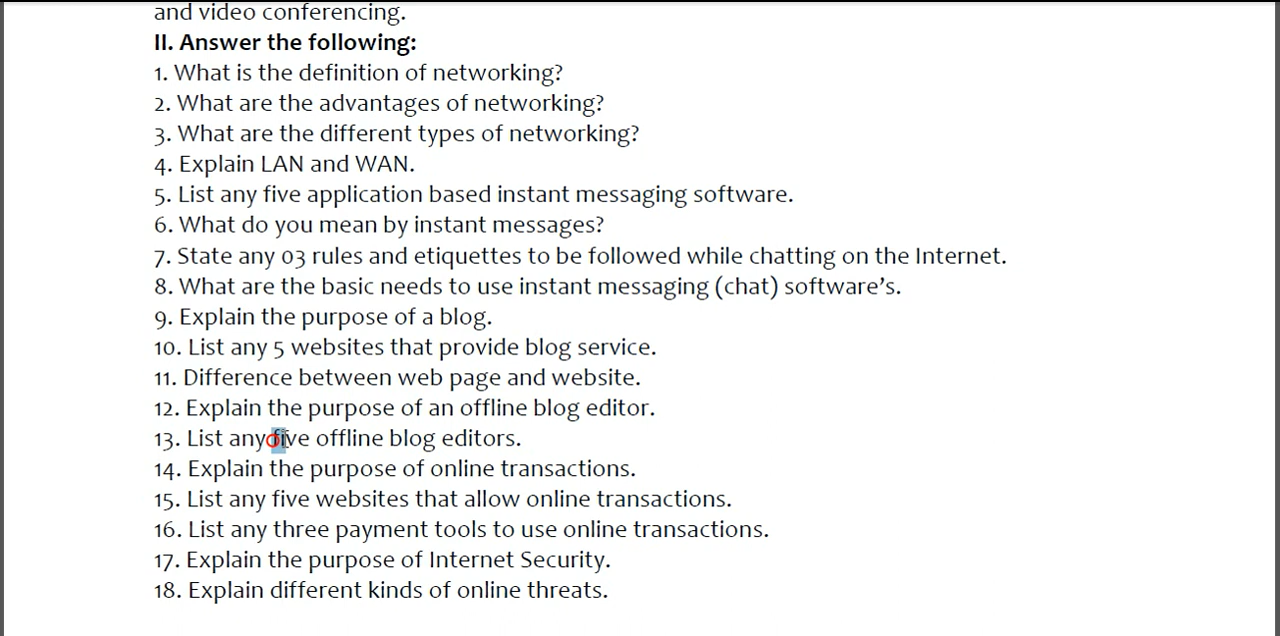 and video conferencing.
II. Answer the following:
1. What is the definition of networking?
2. What are the advantages of networking?
3. What are the different types of networking?
4. Explain LAN and WAN.
5. List any five application based instant messaging software.
6. What do you mean by instant messages?
7. State any 03 rules and etiquettes to be followed while chatting on the Internet.
8. What are the basic needs to use instant messaging (chat) software’s.
9. Explain the purpose of a blog.
10. List any 5 websites that provide blog service.
11. Difference between web page and website.
12. Explain the purpose of an offline blog editor.
13. List any five offline blog editors.
14. Explain the purpose of online transactions.
15. List any five websites that allow online transactions.
16. List any three payment tools to use online transactions.
17. Explain the purpose of Internet Security.
18. Explain different kinds of online threats.